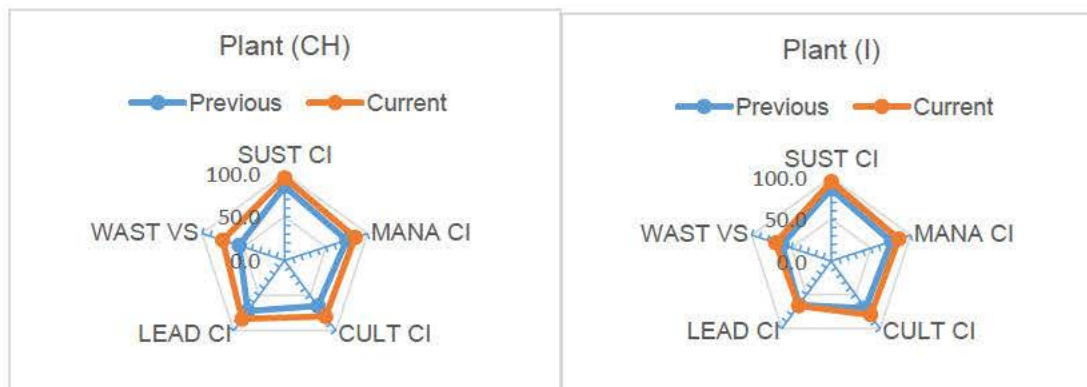 Plant (CH)
Previous Current
SUST CI
100.0
50.0
0.0
WAST VS
MANA CI
LEAD CI
CULT CI
Plant (I)
Previous Current
SUST CI
100.0
50.0
0.0
WAST VS
MANA CI
LEAD CI
CULT CI